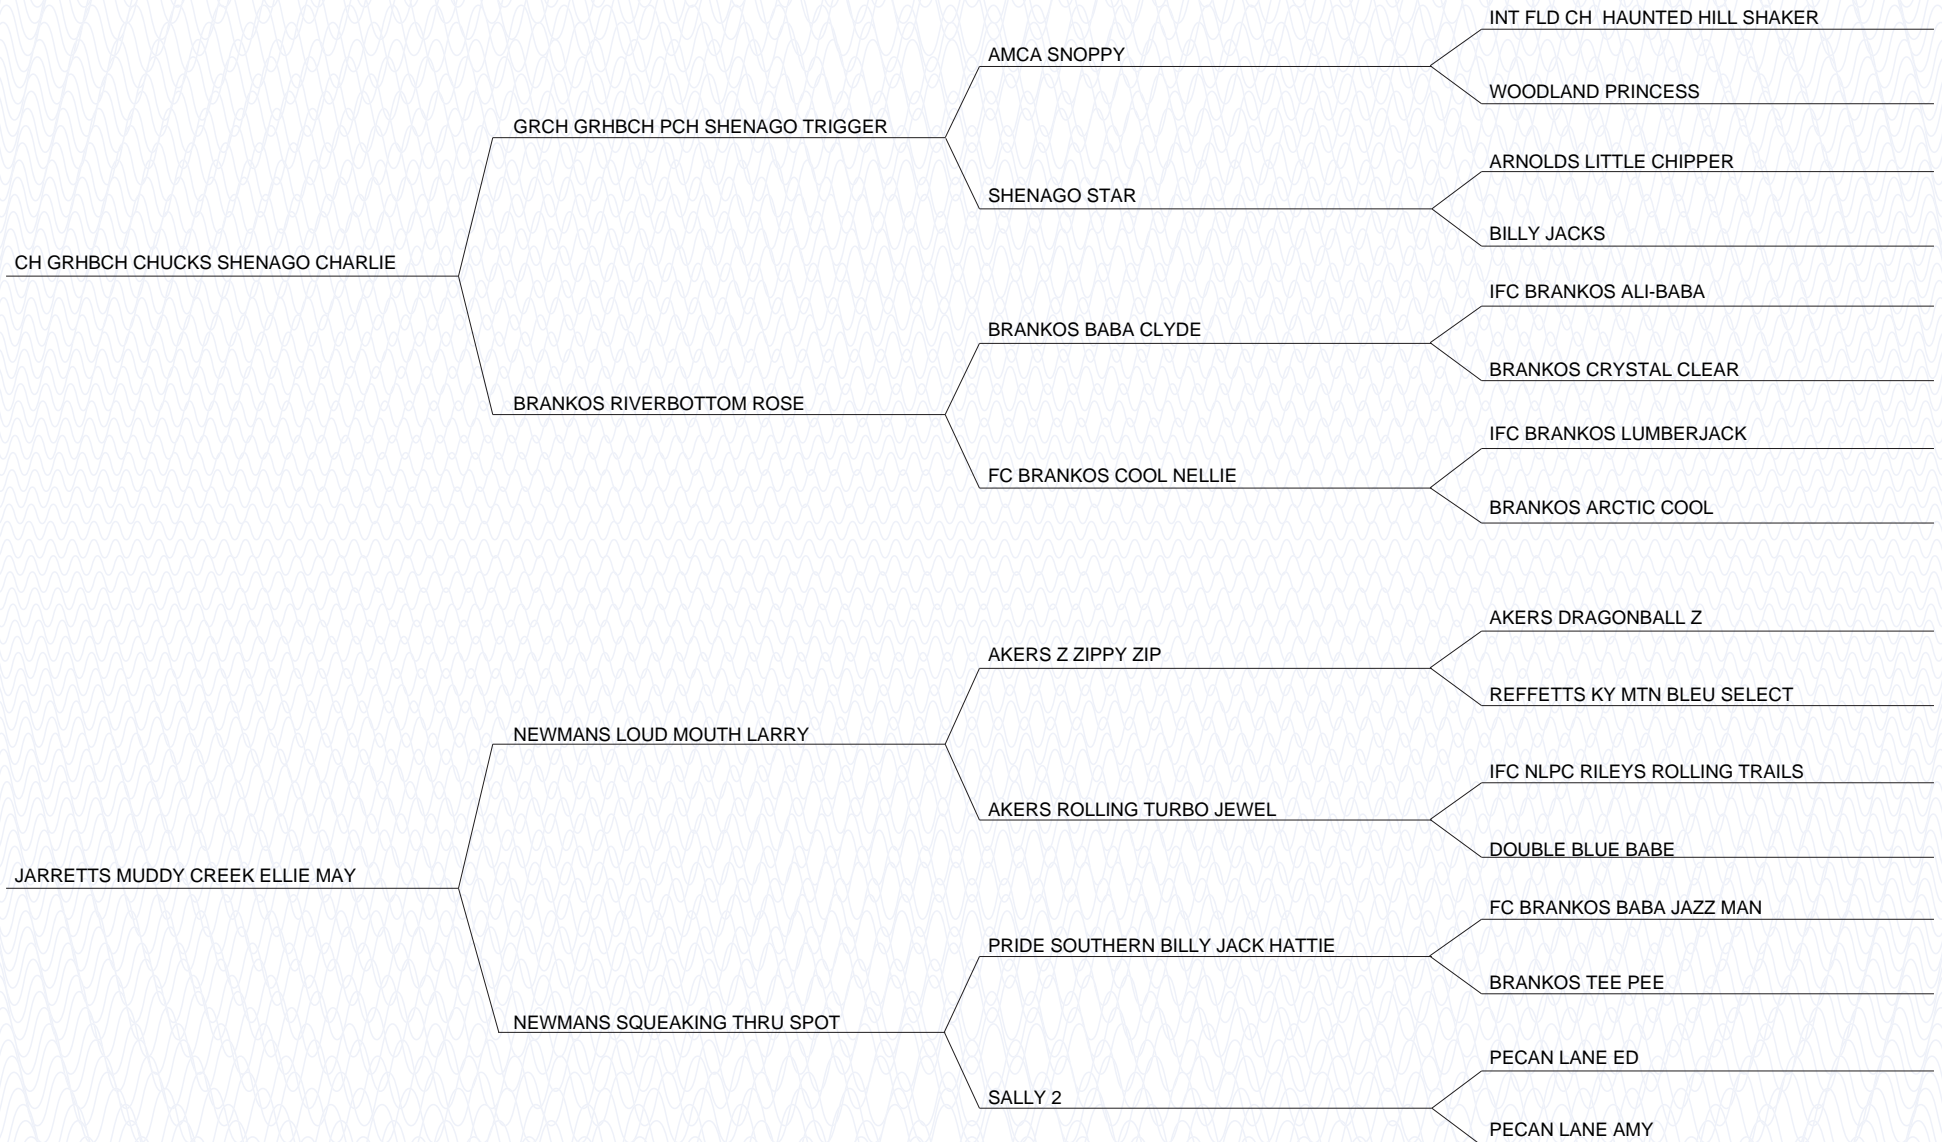 INT FLD CH  HAUNTED HILL SHAKER
AMCA SNOPPY
WOODLAND PRINCESS
GRCH GRHBCH PCH SHENAGO TRIGGER
ARNOLDS LITTLE CHIPPER
SHENAGO STAR
BILLY JACKS
CH GRHBCH CHUCKS SHENAGO CHARLIE
IFC BRANKOS ALI-BABA
BRANKOS BABA CLYDE
BRANKOS CRYSTAL CLEAR
BRANKOS RIVERBOTTOM ROSE
IFC BRANKOS LUMBERJACK
FC BRANKOS COOL NELLIE
BRANKOS ARCTIC COOL
AKERS DRAGONBALL Z
AKERS Z ZIPPY ZIP
REFFETTS KY MTN BLEU SELECT
NEWMANS LOUD MOUTH LARRY
IFC NLPC RILEYS ROLLING TRAILS
AKERS ROLLING TURBO JEWEL
DOUBLE BLUE BABE
JARRETTS MUDDY CREEK ELLIE MAY
FC BRANKOS BABA JAZZ MAN
PRIDE SOUTHERN BILLY JACK HATTIE
BRANKOS TEE PEE
NEWMANS SQUEAKING THRU SPOT
PECAN LANE ED
SALLY 2
PECAN LANE AMY